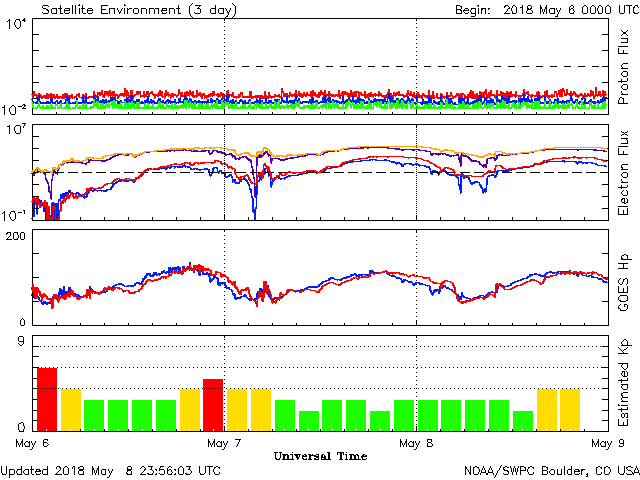 Satellite Environment (3 day)
Begin: 2018 May 6 0000 UTC
10⁴
10⁻²
Proton Flux
10⁷
10⁻¹
Electron Flux
200
0
GOES Hp
9
0
Estimated Kp
May 6
May 7
May 8
May 9
Universal Time
Updated 2018 May 8 23:56:03 UTC
NOAA/SWPC Boulder, CO USA